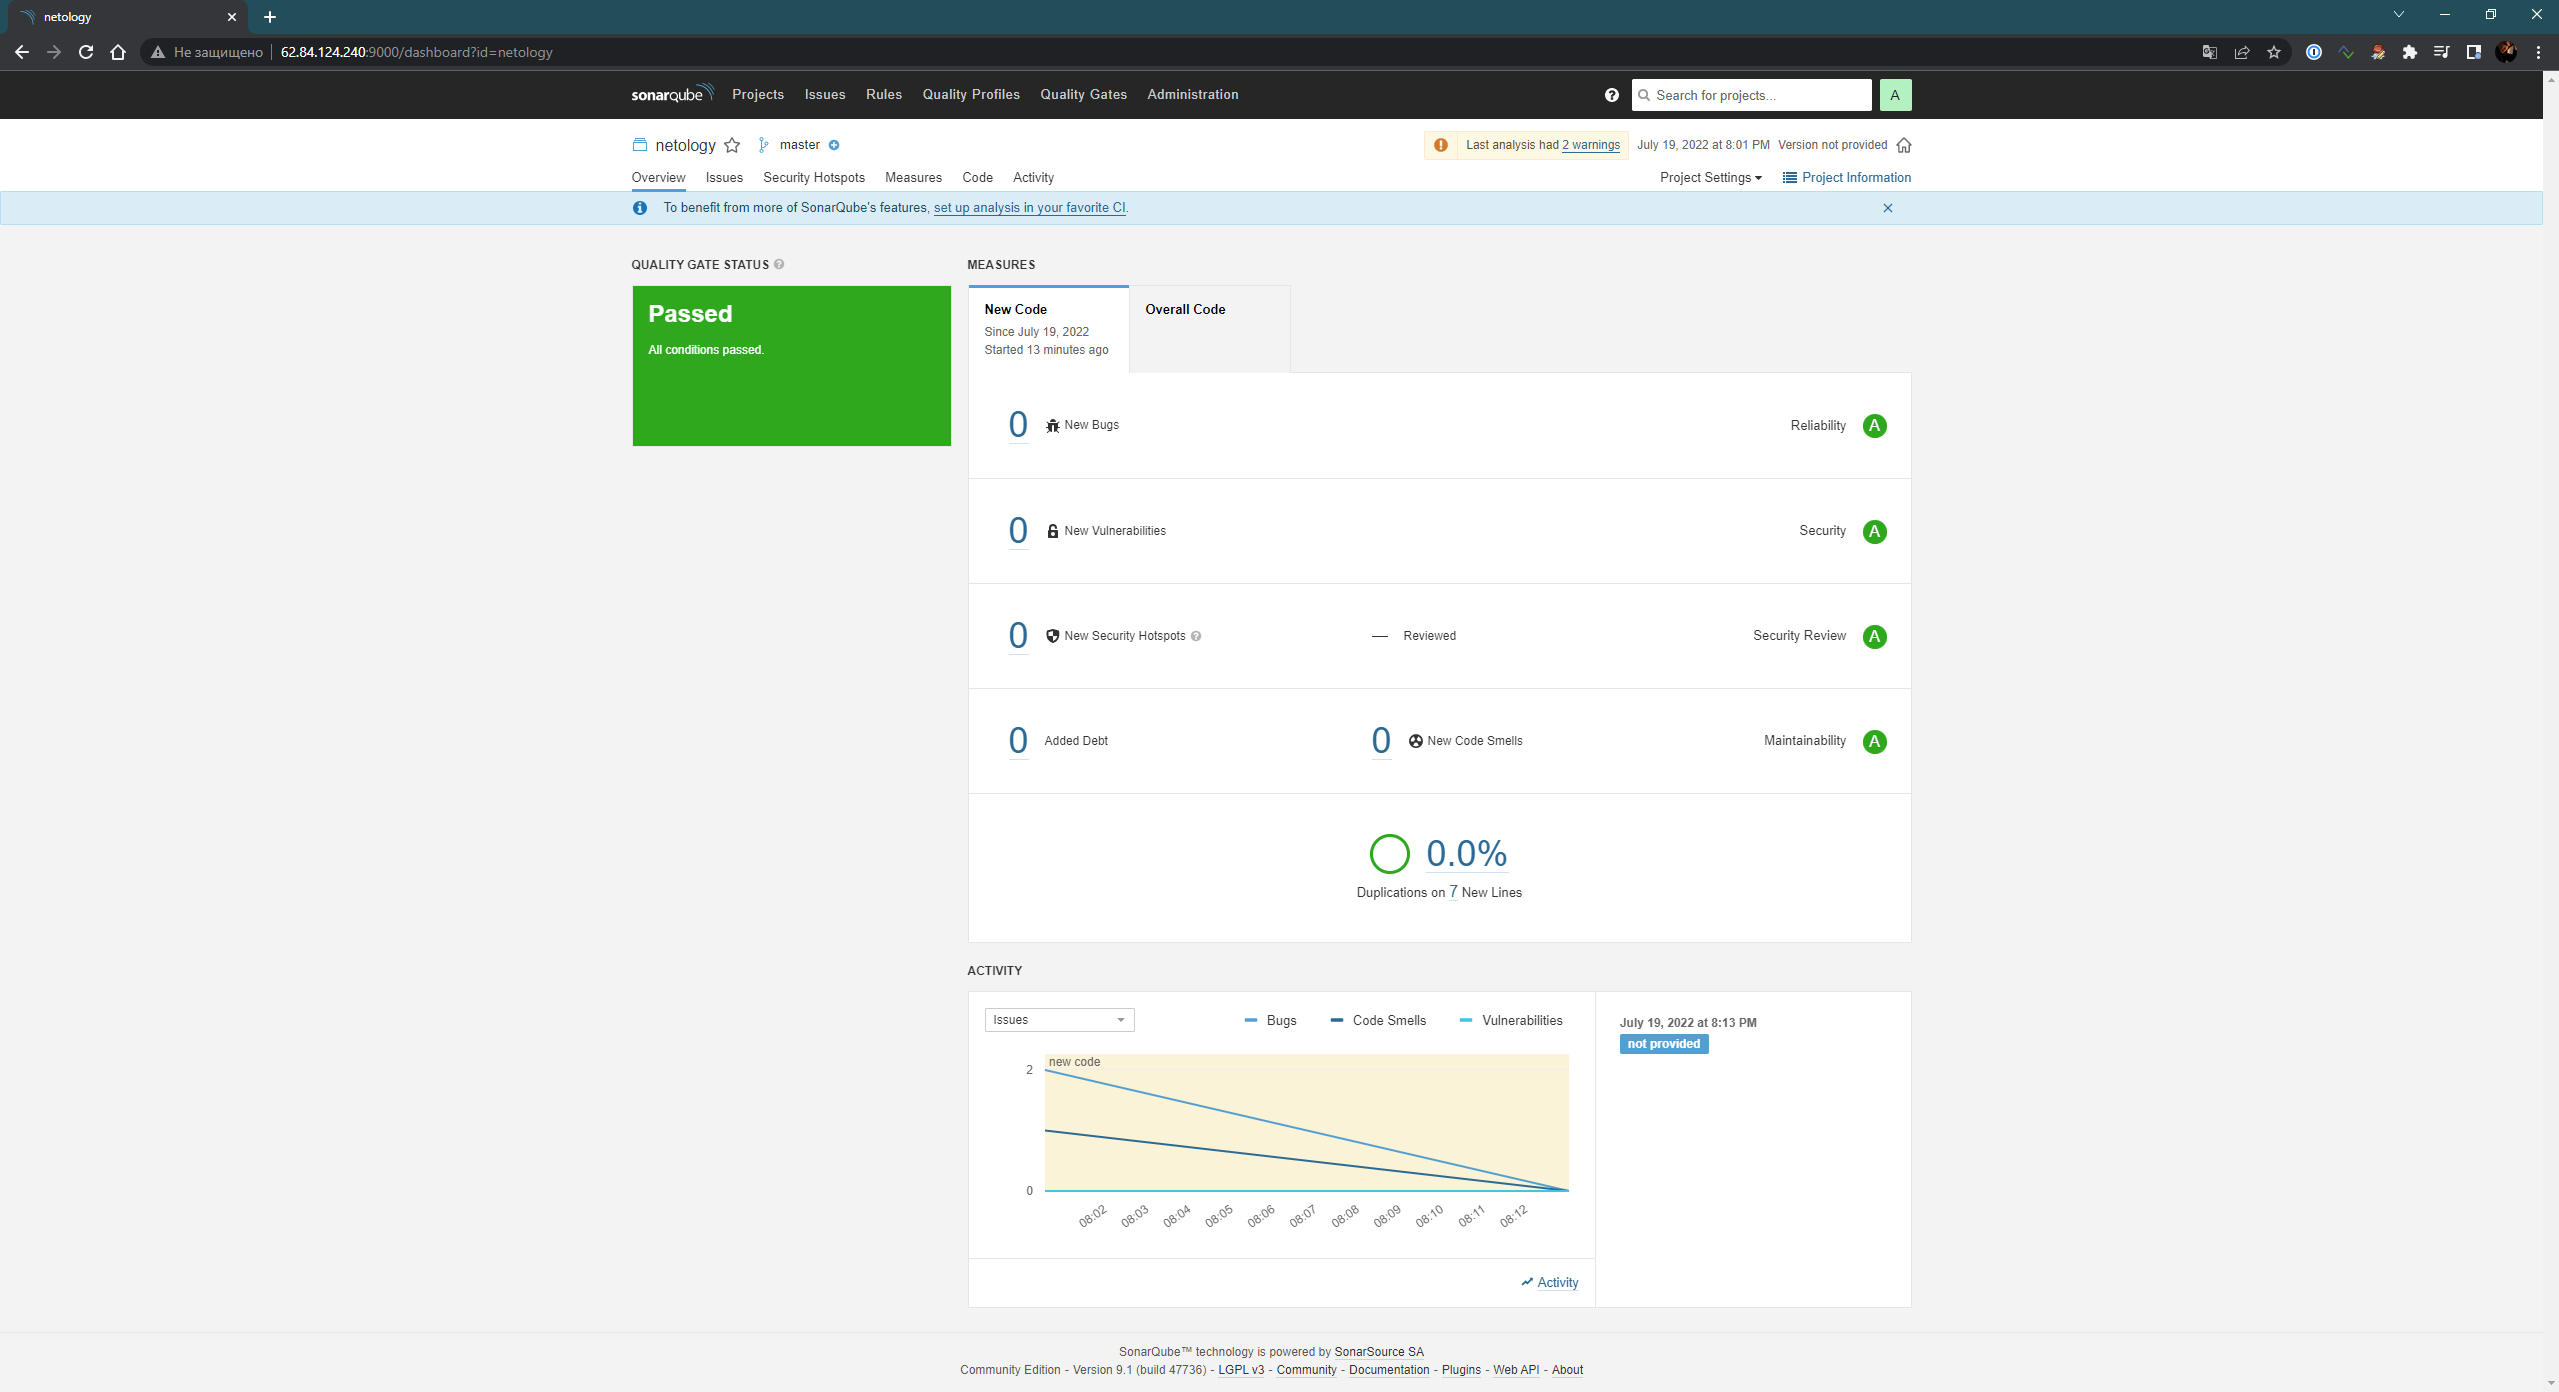 netology
Не защищено 62.84.124.240:9000/dashboard?id=netology
sonarqube Projects Issues Rules Quality Profiles Quality Gates Administration Search for projects... A
netology master Last analysis had 2 warnings July 19, 2022 at 8:01 PM Version not provided
Overview Issues Security Hotspots Measures Code Activity Project Settings Project Information
To benefit from more of SonarQube's features, set up analysis in your favorite CI.
QUALITY GATE STATUS
Passed
All conditions passed.
MEASURES
New Code
Since July 19, 2022
Started 13 minutes ago
Overall Code
0 New Bugs Reliability A
0 New Vulnerabilities Security A
0 New Security Hotspots — Reviewed Security Review A
0 Added Debt 0 New Code Smells Maintainability A
0.0%
Duplications on 7 New Lines
ACTIVITY
Issues Bugs Code Smells Vulnerabilities
new code
2
0
08:02 08:03 08:04 08:05 08:06 08:07 08:08 08:09 08:10 08:11 08:12
Activity
July 19, 2022 at 8:13 PM
not provided
SonarQube™ technology is powered by SonarSource SA
Community Edition - Version 9.1 (build 47736) - LGPL v3 - Community - Documentation - Plugins - Web API - About